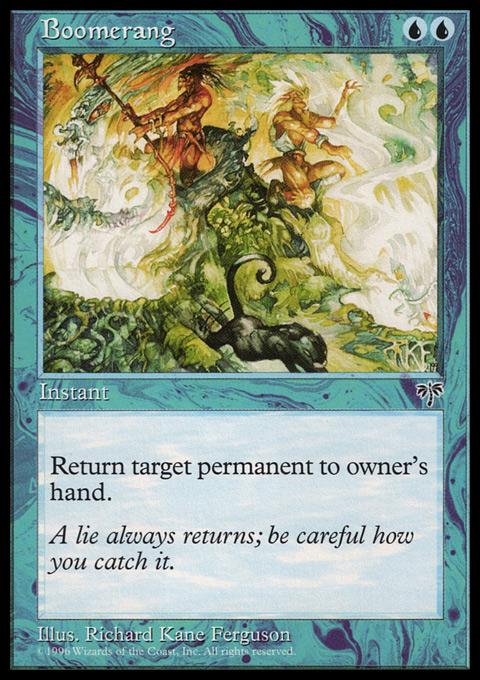 Boomerang
Instant
Return target permanent to owner's
hand.
A lie always returns; be careful how
you catch it.
Illus. Richard Kane Ferguson
©1996 Wizards of the Coast, Inc. All rights reserved.